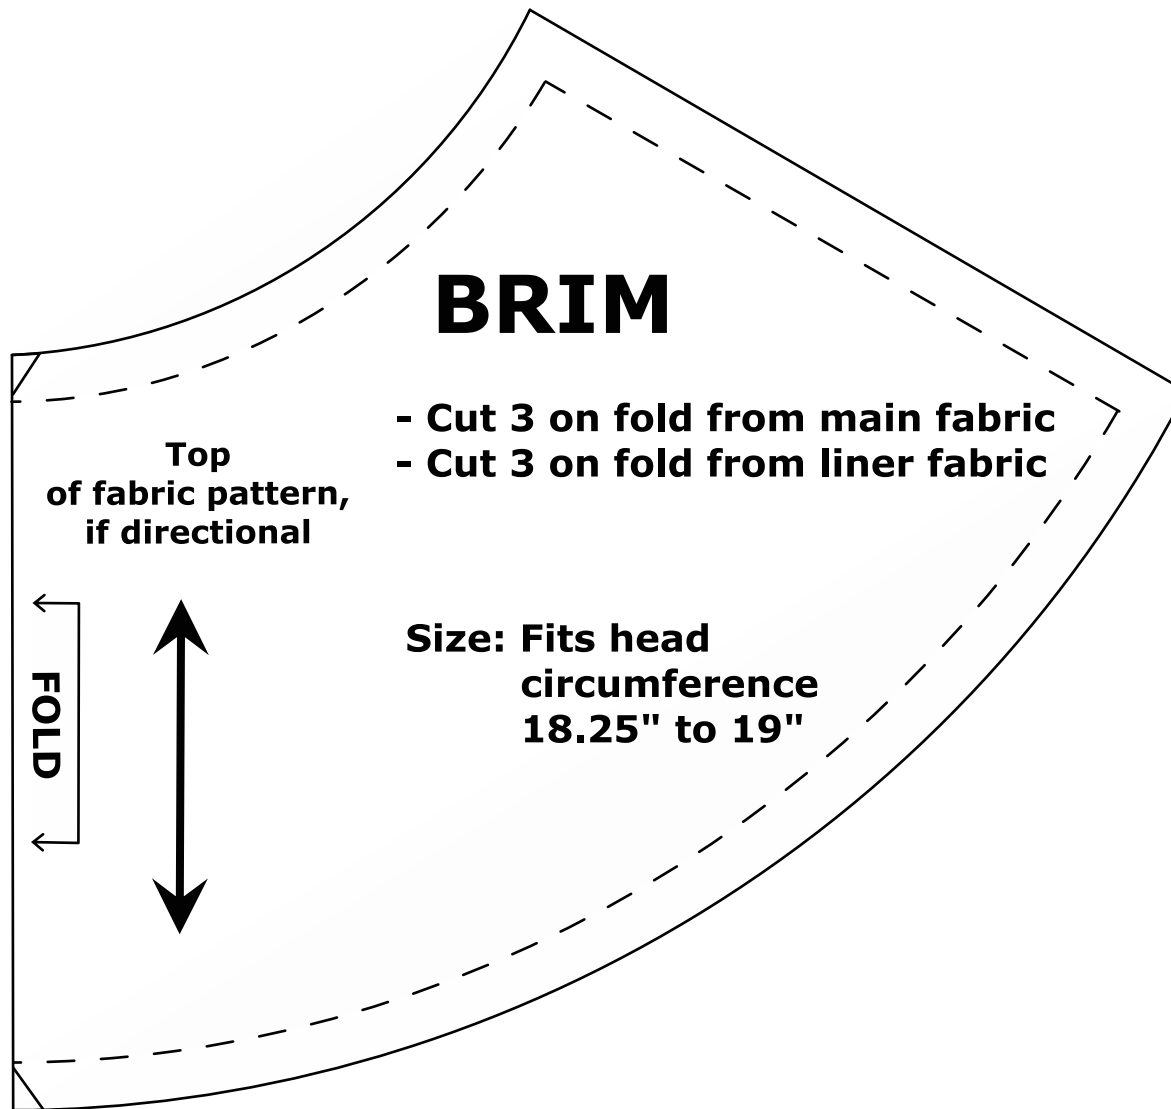 BRIM
- Cut 3 on fold from main fabric
- Cut 3 on fold from liner fabric
Top
of fabric pattern,
if directional
FOLD
Size: Fits head
circumference
18.25" to 19"